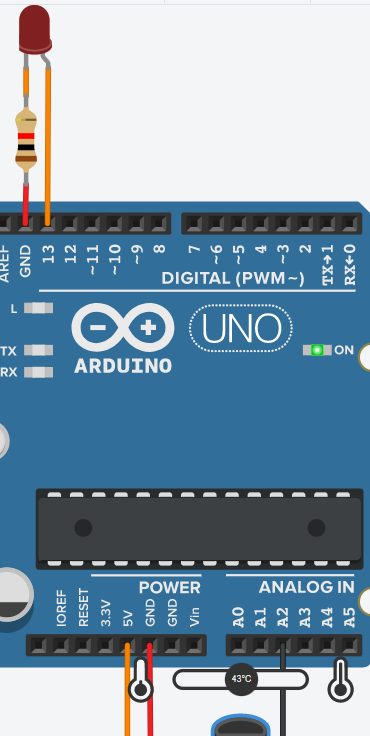 AREF
GND
13
12
~11
~10
~9
8
7
~6
~5
4
~3
2
TX→1
RX←0
DIGITAL (PWM~)
L
TX
RX
UNO
ARDUINO
ON
POWER
ANALOG IN
IOREF
RESET
3.3V
5V
GND
GND
Vin
A0
A1
A2
A3
A4
A5
43°C